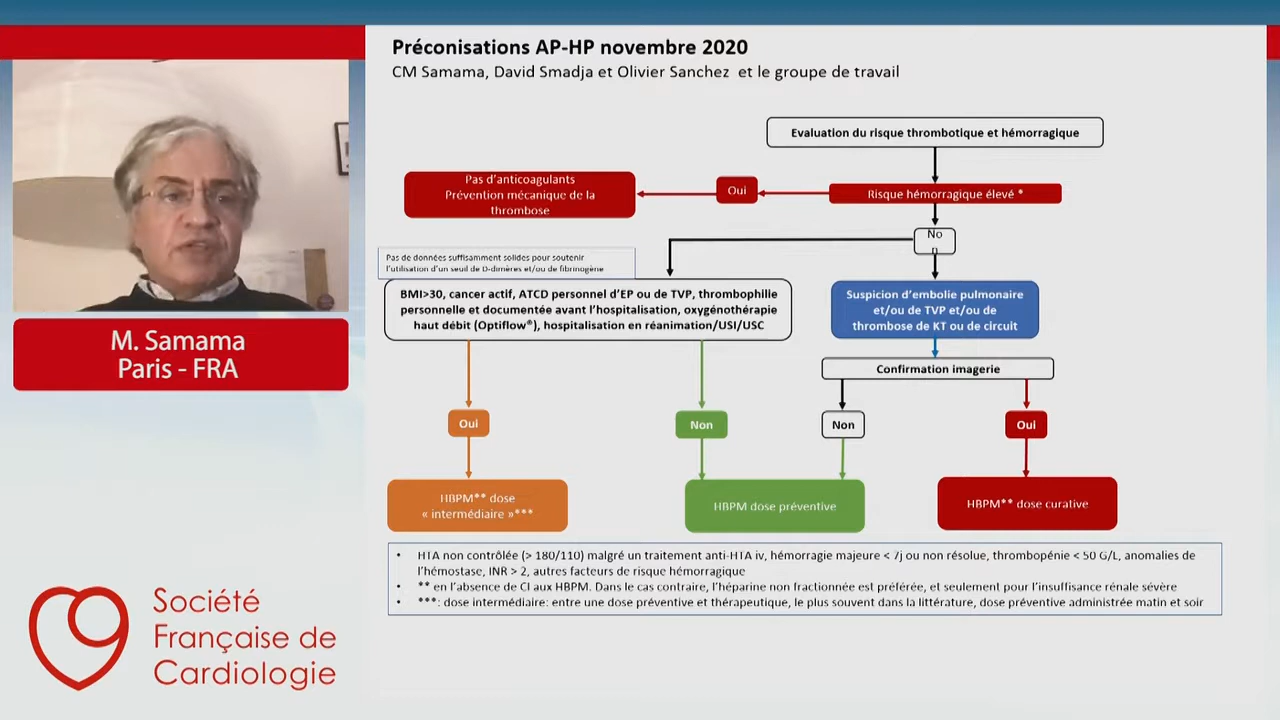 Préconisations AP-HP novembre 2020
CM Samama, David Smadja et Olivier Sanchez et le groupe de travail
Evaluation du risque thrombotique et hémorragique
Pas d'anticoagulants
Prévention mécanique de la
thrombose
Oui
Risque hémorragique élevé *
No
n
Pas de données suffisamment solides pour soutenir
l'utilisation d'un seuil de D-dimères et/ou de fibrinogène
BMI>30, cancer actif, ATCD personnel d'EP ou de TVP, thrombophilie
personnelle et documentée avant l'hospitalisation, oxygénothérapie
haut débit (Optiflow®), hospitalisation en réanimation/USI/USC
Suspicion d'embolie pulmonaire
et/ou de TVP et/ou de
thrombose de KT ou de circuit
Confirmation imagerie
Oui
Non
Non
Oui
HBPM** dose
« intermédiaire »***
HBPM dose préventive
HBPM** dose curative
• HTA non contrôlée (> 180/110) malgré un traitement anti-HTA iv, hémorragie majeure < 7j ou non résolue, thrombopénie < 50 G/L, anomalies de
l'hémostase, INR > 2, autres facteurs de risque hémorragique
• ** en l'absence de CI aux HBPM. Dans le cas contraire, l'héparine non fractionnée est préférée, et seulement pour l'insuffisance rénale sévère
• ***: dose intermédiaire: entre une dose préventive et thérapeutique, le plus souvent dans la littérature, dose préventive administrée matin et soir
M. Samama
Paris - FRA
Société
Française de
Cardiologie